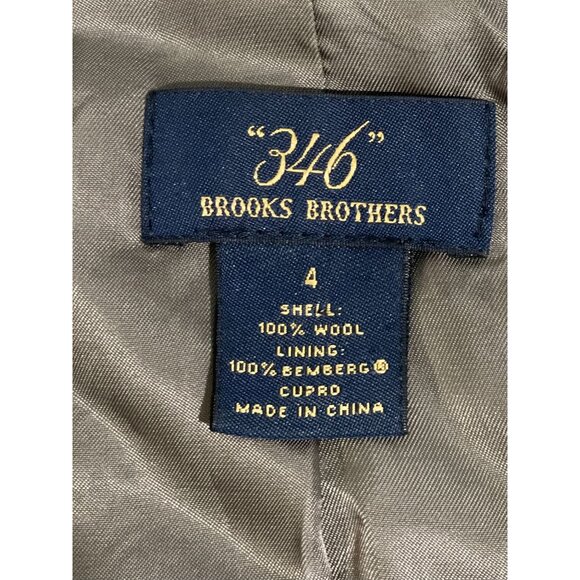 "346"
BROOKS BROTHERS
4
SHELL:
100% WOOL
LINING:
100% BEMBERG®
CUPRO
MADE IN CHINA